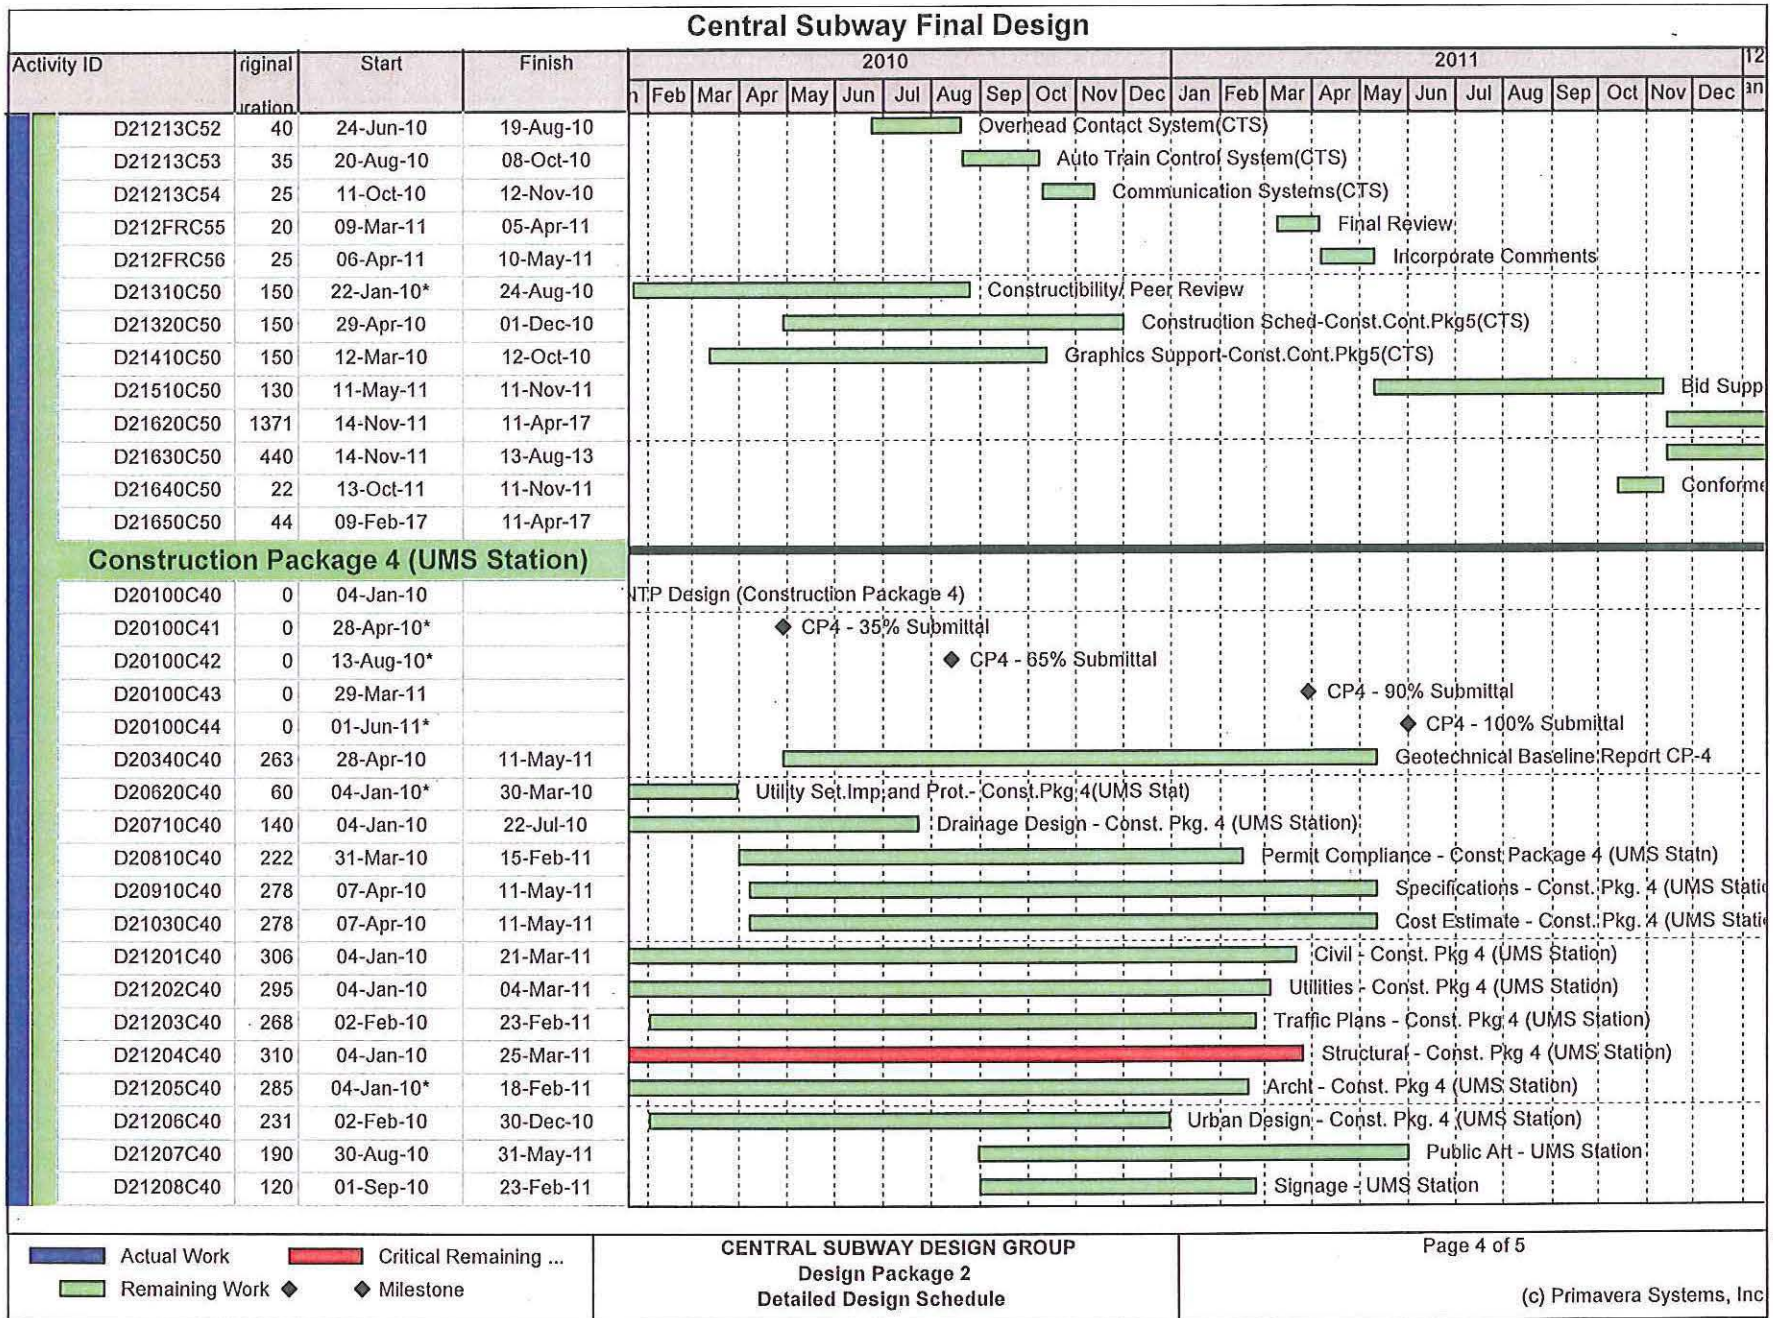 Central Subway Final Design
Activity ID riginal Start Finish 2010 2011 12
uration n Feb Mar Apr May Jun Jul Aug Sep Oct Nov Dec Jan Feb Mar Apr May Jun Jul Aug Sep Oct Nov Dec an
D21213C52 40 24-Jun-10 19-Aug-10 Overhead Contact System(CTS)
D21213C53 35 20-Aug-10 08-Oct-10 Auto Train Control System(CTS)
D21213C54 25 11-Oct-10 12-Nov-10 Communication Systems(CTS)
D212FRC55 20 09-Mar-11 05-Apr-11 Final Review
D212FRC56 25 06-Apr-11 10-May-11 Incorporate Comments
D21310C50 150 22-Jan-10* 24-Aug-10 Constructibility/ Peer Review
D21320C50 150 29-Apr-10 01-Dec-10 Construction Sched-Const.Cont.Pkg5(CTS)
D21410C50 150 12-Mar-10 12-Oct-10 Graphics Support-Const.Cont.Pkg5(CTS)
D21510C50 130 11-May-11 11-Nov-11 Bid Supp
D21620C50 1371 14-Nov-11 11-Apr-17
D21630C50 440 14-Nov-11 13-Aug-13
D21640C50 22 13-Oct-11 11-Nov-11 Conforme
D21650C50 44 09-Feb-17 11-Apr-17
Construction Package 4 (UMS Station)
D20100C40 0 04-Jan-10 NTP Design (Construction Package 4)
D20100C41 0 28-Apr-10* CP4 - 35% Submittal
D20100C42 0 13-Aug-10* CP4 - 65% Submittal
D20100C43 0 29-Mar-11 CP4 - 90% Submittal
D20100C44 0 01-Jun-11* CP4 - 100% Submittal
D20340C40 263 28-Apr-10 11-May-11 Geotechnical Baseline Report CP-4
D20620C40 60 04-Jan-10* 30-Mar-10 Utility Set.Imp and Prot.- Const.Pkg 4(UMS Stat)
D20710C40 140 04-Jan-10 22-Jul-10 Drainage Design - Const. Pkg. 4 (UMS Station)
D20810C40 222 31-Mar-10 15-Feb-11 Permit Compliance - Const Package 4 (UMS Statn)
D20910C40 278 07-Apr-10 11-May-11 Specifications - Const. Pkg. 4 (UMS Statio
D21030C40 278 07-Apr-10 11-May-11 Cost Estimate - Const. Pkg. 4 (UMS Statio
D21201C40 306 04-Jan-10 21-Mar-11 Civil - Const. Pkg 4 (UMS Station)
D21202C40 295 04-Jan-10 04-Mar-11 Utilities - Const. Pkg 4 (UMS Station)
D21203C40 268 02-Feb-10 23-Feb-11 Traffic Plans - Const. Pkg 4 (UMS Station)
D21204C40 310 04-Jan-10 25-Mar-11 Structural - Const. Pkg 4 (UMS Station)
D21205C40 285 04-Jan-10* 18-Feb-11 Archt - Const. Pkg 4 (UMS Station)
D21206C40 231 02-Feb-10 30-Dec-10 Urban Design - Const. Pkg. 4 (UMS Station)
D21207C40 190 30-Aug-10 31-May-11 Public Art - UMS Station
D21208C40 120 01-Sep-10 23-Feb-11 Signage - UMS Station
Actual Work Critical Remaining ...
Remaining Work Milestone
CENTRAL SUBWAY DESIGN GROUP
Design Package 2
Detailed Design Schedule
Page 4 of 5
(c) Primavera Systems, Inc